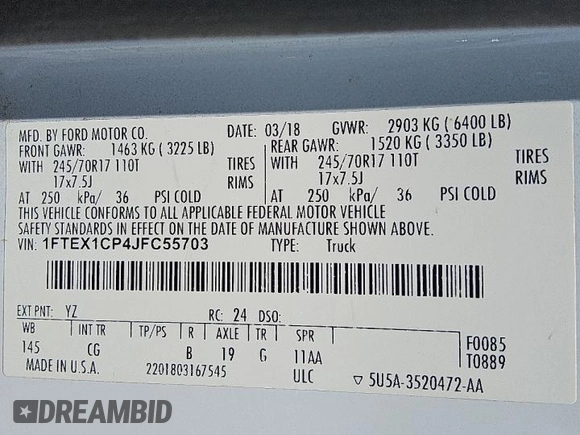 MFD. BY FORD MOTOR CO. DATE: 03/18 GVWR: 2903 KG ( 6400 LB)
FRONT GAWR: 1463 KG ( 3225 LB) REAR GAWR: 1520 KG ( 3350 LB)
WITH 245/70R17 110T TIRES WITH 245/70R17 110T TIRES
17x7.5J RIMS 17x7.5J RIMS
AT 250 kPa/ 36 PSI COLD AT 250 kPa/ 36 PSI COLD
THIS VEHICLE CONFORMS TO ALL APPLICABLE FEDERAL MOTOR VEHICLE
SAFETY STANDARDS IN EFFECT ON THE DATE OF MANUFACTURE SHOWN ABOVE.
VIN: 1FTEX1CP4JFC55703 TYPE: Truck
EXT PNT: YZ RC: 24 DSO:
WB INT TR TP/PS R AXLE TR SPR F0085
145 CG B 19 G 11AA T0889
MADE IN U.S.A. 2201803167545 ULC ▽ 5U5A-3520472-AA
DREAMBID